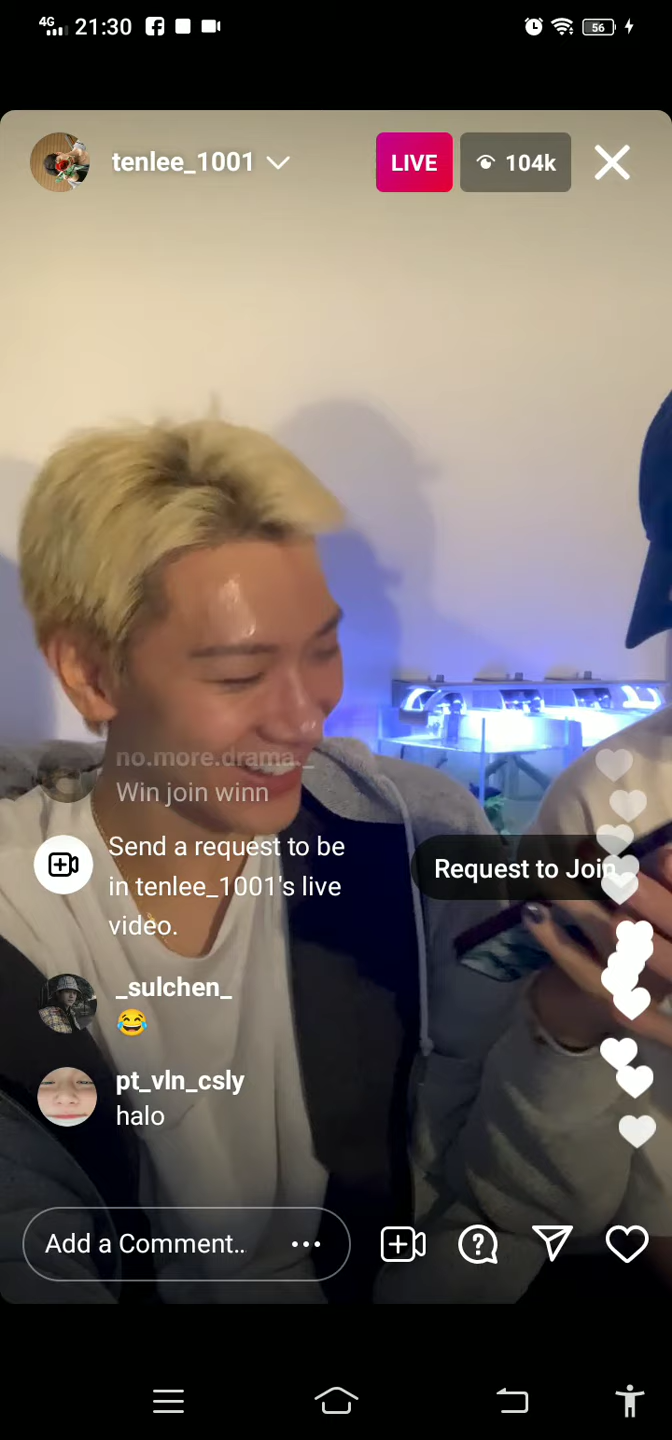 4G 21:30 56
tenlee_1001 LIVE 104k
no.more.drama._
Win join winn
Send a request to be
in tenlee_1001's live
video.
Request to Join
_sulchen_
😂
pt_vln_csly
halo
Add a Comment..